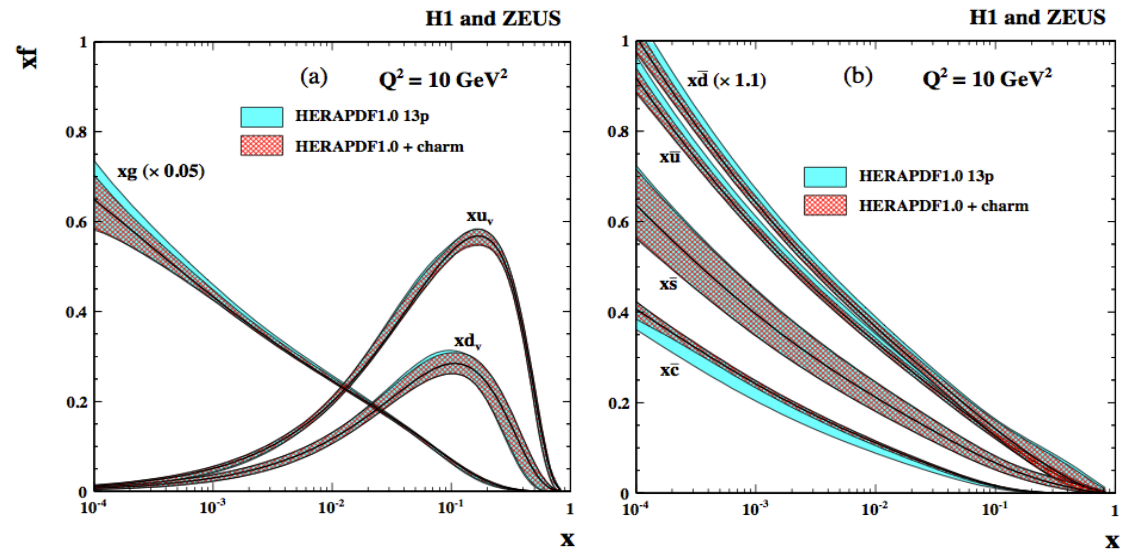 H1 and ZEUS
xf
(a)
Q² = 10 GeV²
HERAPDF1.0 13p
HERAPDF1.0 + charm
xg (× 0.05)
xuᵥ
xdᵥ
1
0.8
0.6
0.4
0.2
0
10⁻⁴
10⁻³
10⁻²
10⁻¹
1
x
H1 and ZEUS
(b)
xd̅ (× 1.1)
Q² = 10 GeV²
xu̅
HERAPDF1.0 13p
HERAPDF1.0 + charm
xs̅
xc̅
1
0.8
0.6
0.4
0.2
0
10⁻⁴
10⁻³
10⁻²
10⁻¹
1
x